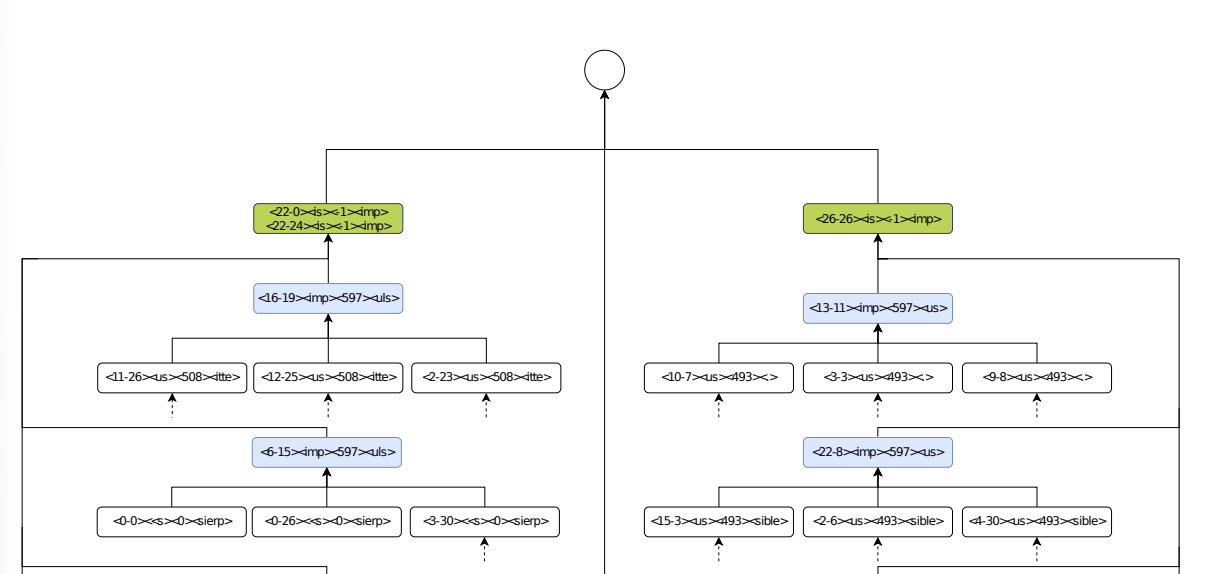 <22-0><is><-1><imp>
<22-24><is><-1><imp>
<26-26><is><-1><imp>
<16-19><imp><597><uls>
<13-11><imp><597><us>
<11-26><us><508><itte>
<12-25><us><508><itte>
<2-23><us><508><itte>
<10-7><us><493><>
<3-3><us><493><>
<9-8><us><493><>
<6-15><imp><597><uls>
<22-8><imp><597><us>
<0-0><<s><0><sierp>
<0-26><<s><0><sierp>
<3-30><<s><0><sierp>
<15-3><us><493><sible>
<2-6><us><493><sible>
<4-30><us><493><sible>